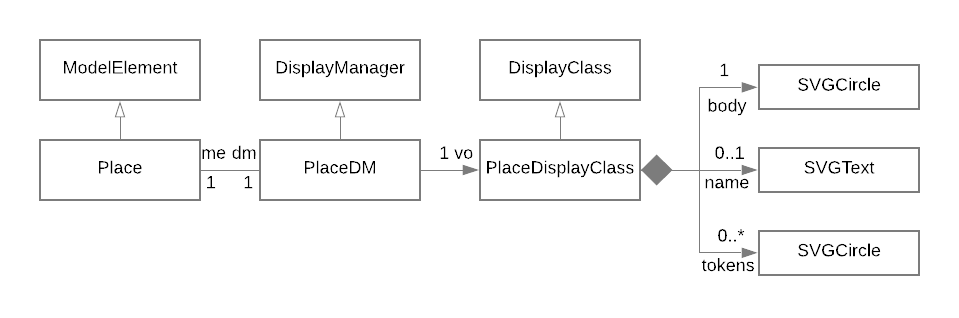 ModelElement
DisplayManager
DisplayClass
1
SVGCircle
body
Place
me dm
1 1
PlaceDM
1 vo
PlaceDisplayClass
0..1
SVGText
name
0..*
SVGCircle
tokens